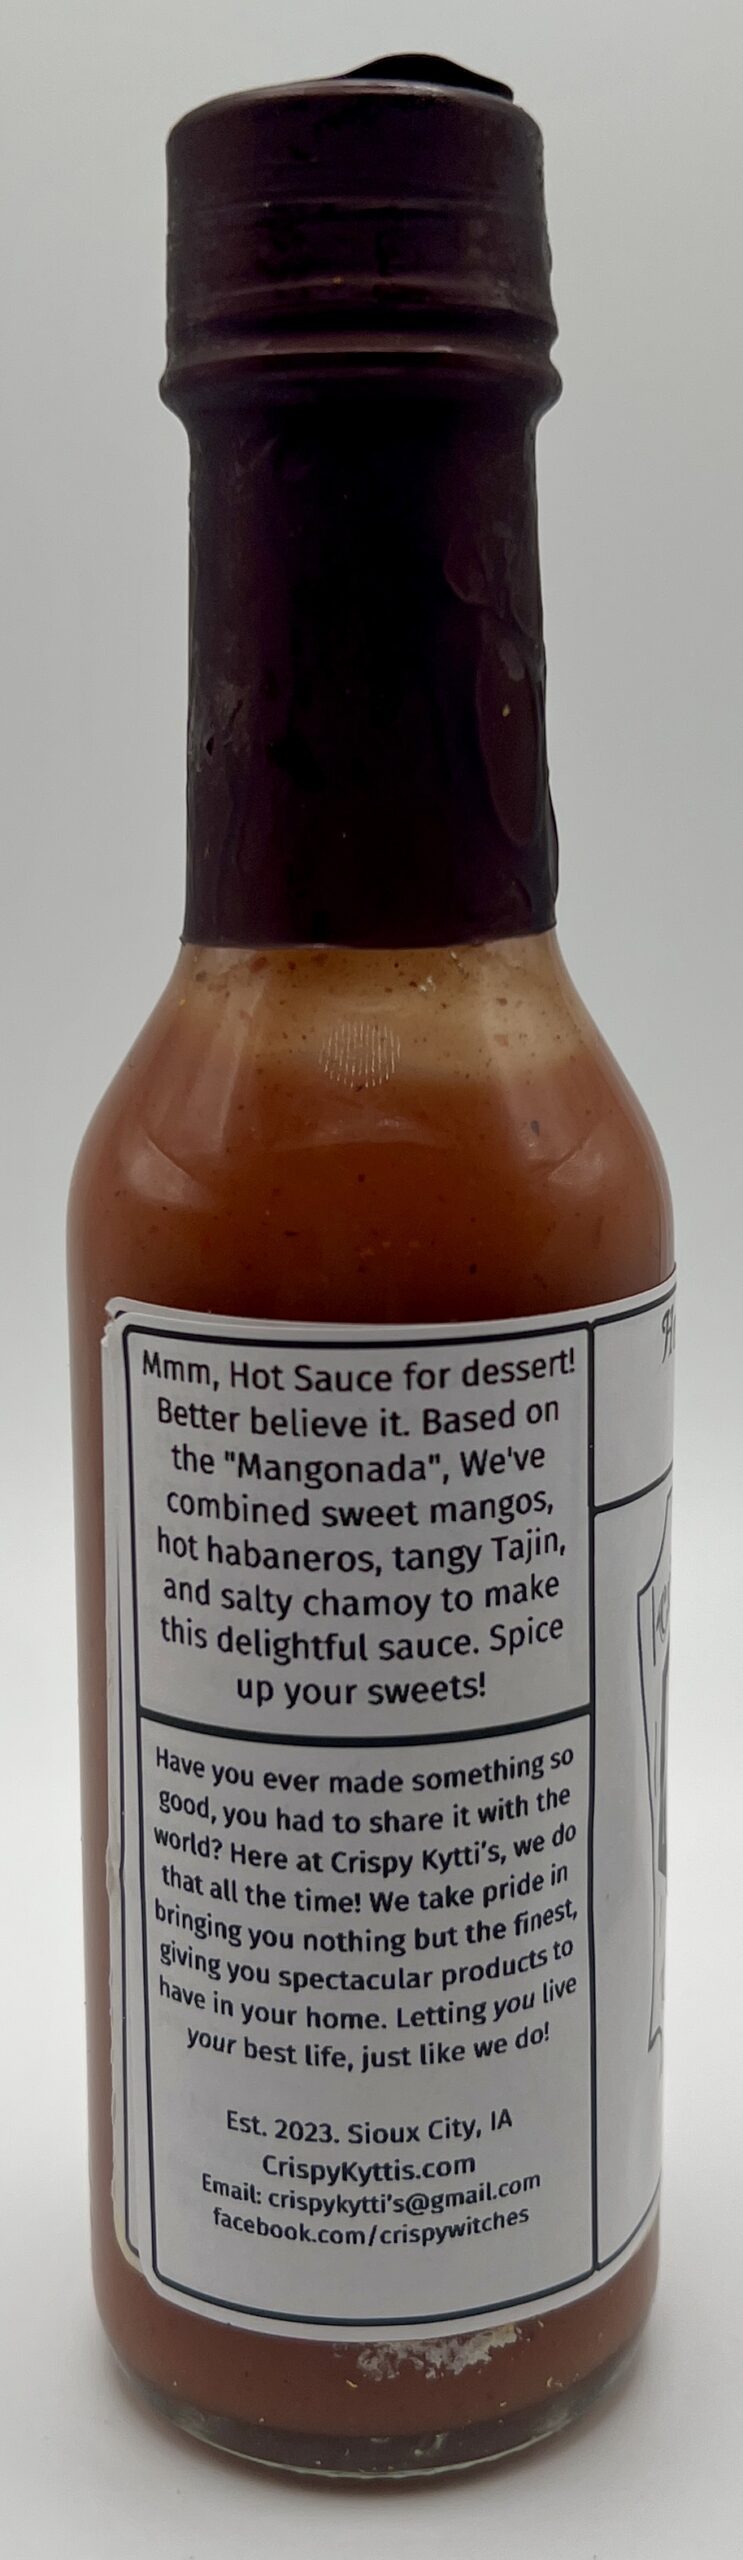 Mmm, Hot Sauce for dessert!
Better believe it. Based on
the "Mangonada", We've
combined sweet mangos,
hot habaneros, tangy Tajin,
and salty chamoy to make
this delightful sauce. Spice
up your sweets!
Have you ever made something so
good, you had to share it with the
world? Here at Crispy Kytti's, we do
that all the time! We take pride in
bringing you nothing but the finest,
giving you spectacular products to
have in your home. Letting you live
your best life, just like we do!
Est. 2023. Sioux City, IA
CrispyKyttis.com
Email: crispykytti's@gmail.com
facebook.com/crispywitches